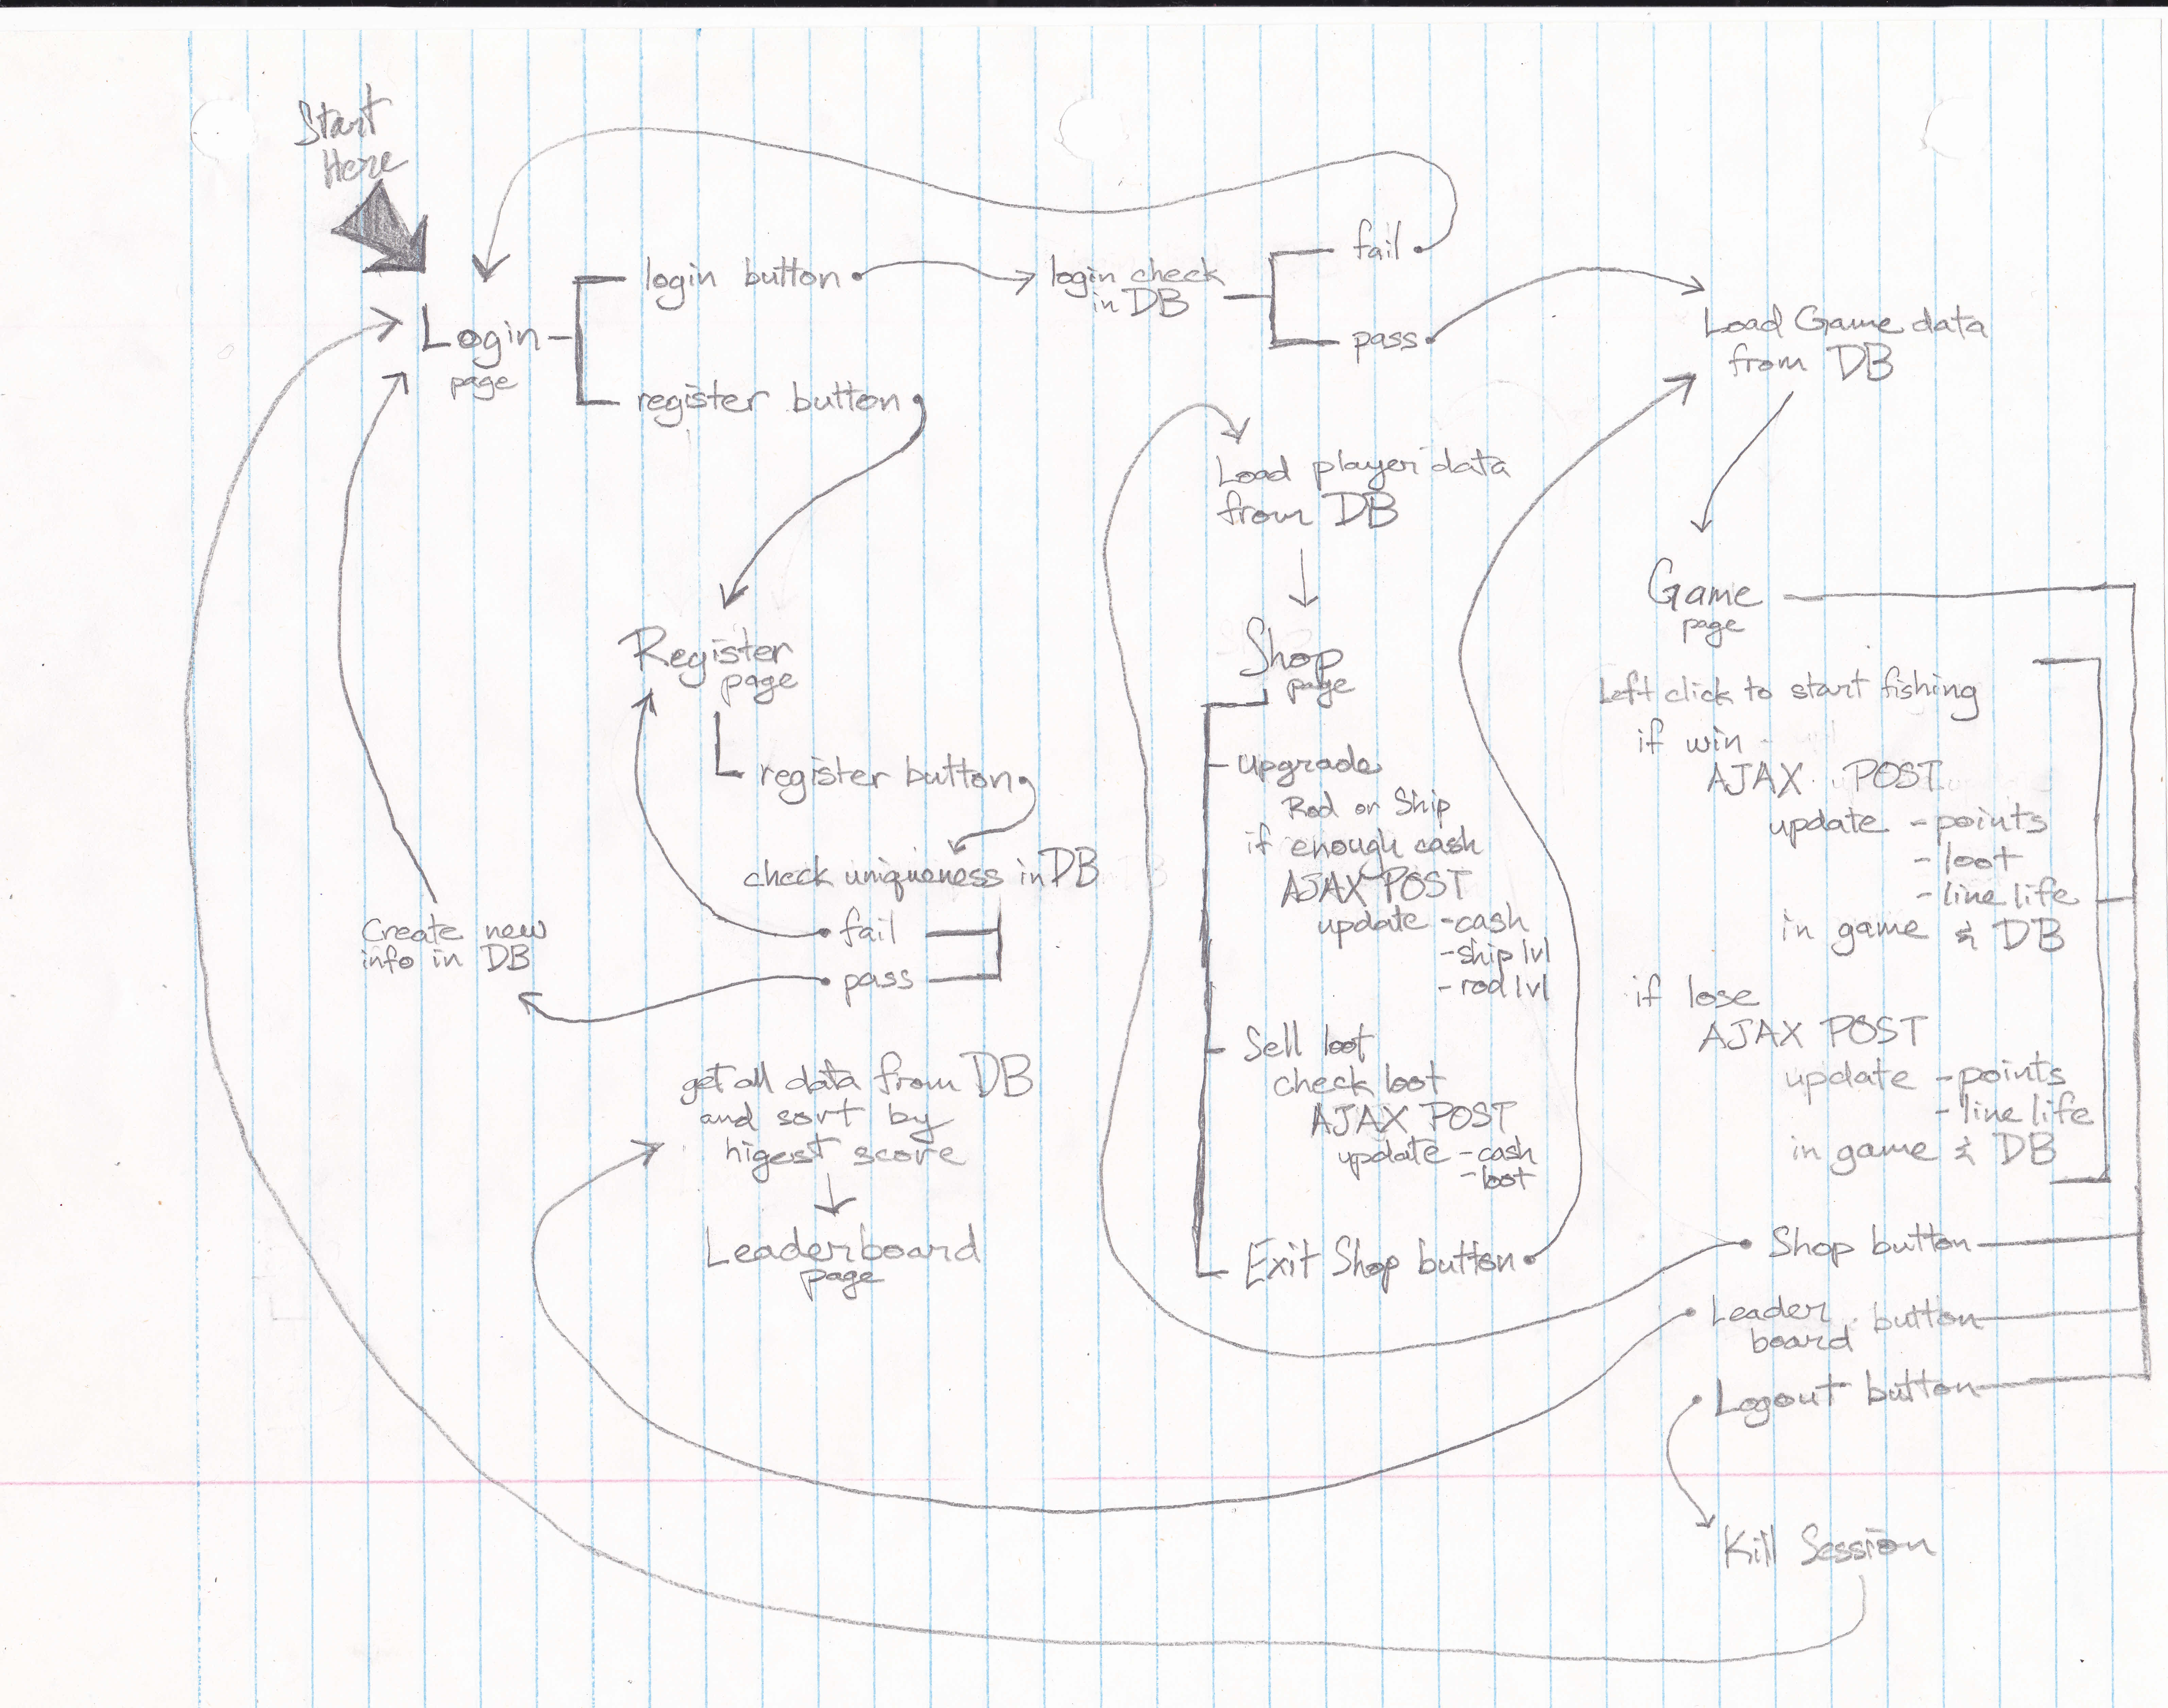 Start
Here
Login
page
login button
register button
login check
in DB
fail
pass
Load Game data
from DB
Load player data
from DB
Register
page
register button
check uniqueness in DB
fail
pass
Create new
info in DB
get all data from DB
and sort by
higest score
Leaderboard
page
Shop
page
upgrade
Rod or Ship
if enough cash
AJAX POST
update -cash
-ship lvl
-rod lvl
Sell loot
check loot
AJAX POST
update -cash
-loot
Exit Shop button
Game
page
Left click to start fishing
if win
AJAX POST
update -points
-loot
-line life
in game & DB
if lose
AJAX POST
update -points
-line life
in game & DB
Shop button
Leader
board button
Logout button
Kill Session